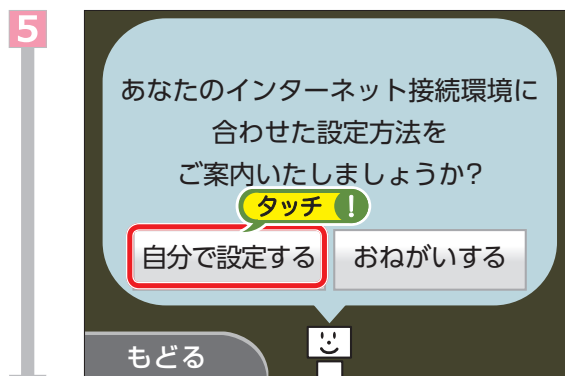 5
あなたのインターネット接続環境に
合わせた設定方法を
ご案内いたしましょうか?
タッチ !
自分で設定する おねがいする
もどる